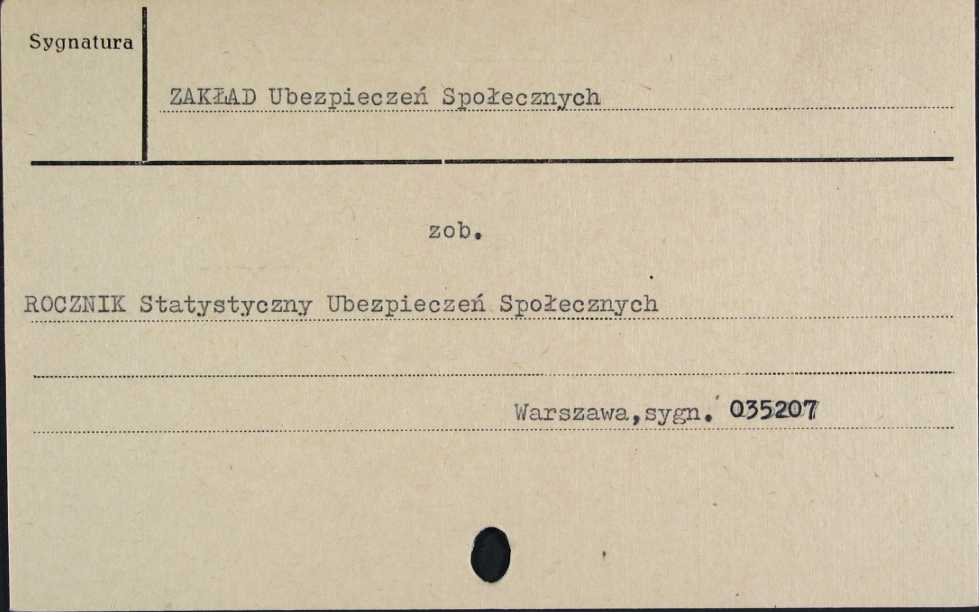 Sygnatura
ZAKŁAD Ubezpieczeń Społecznych
zob.
ROCZNIK Statystyczny Ubezpieczeń Społecznych
Warszawa,sygn. 035207